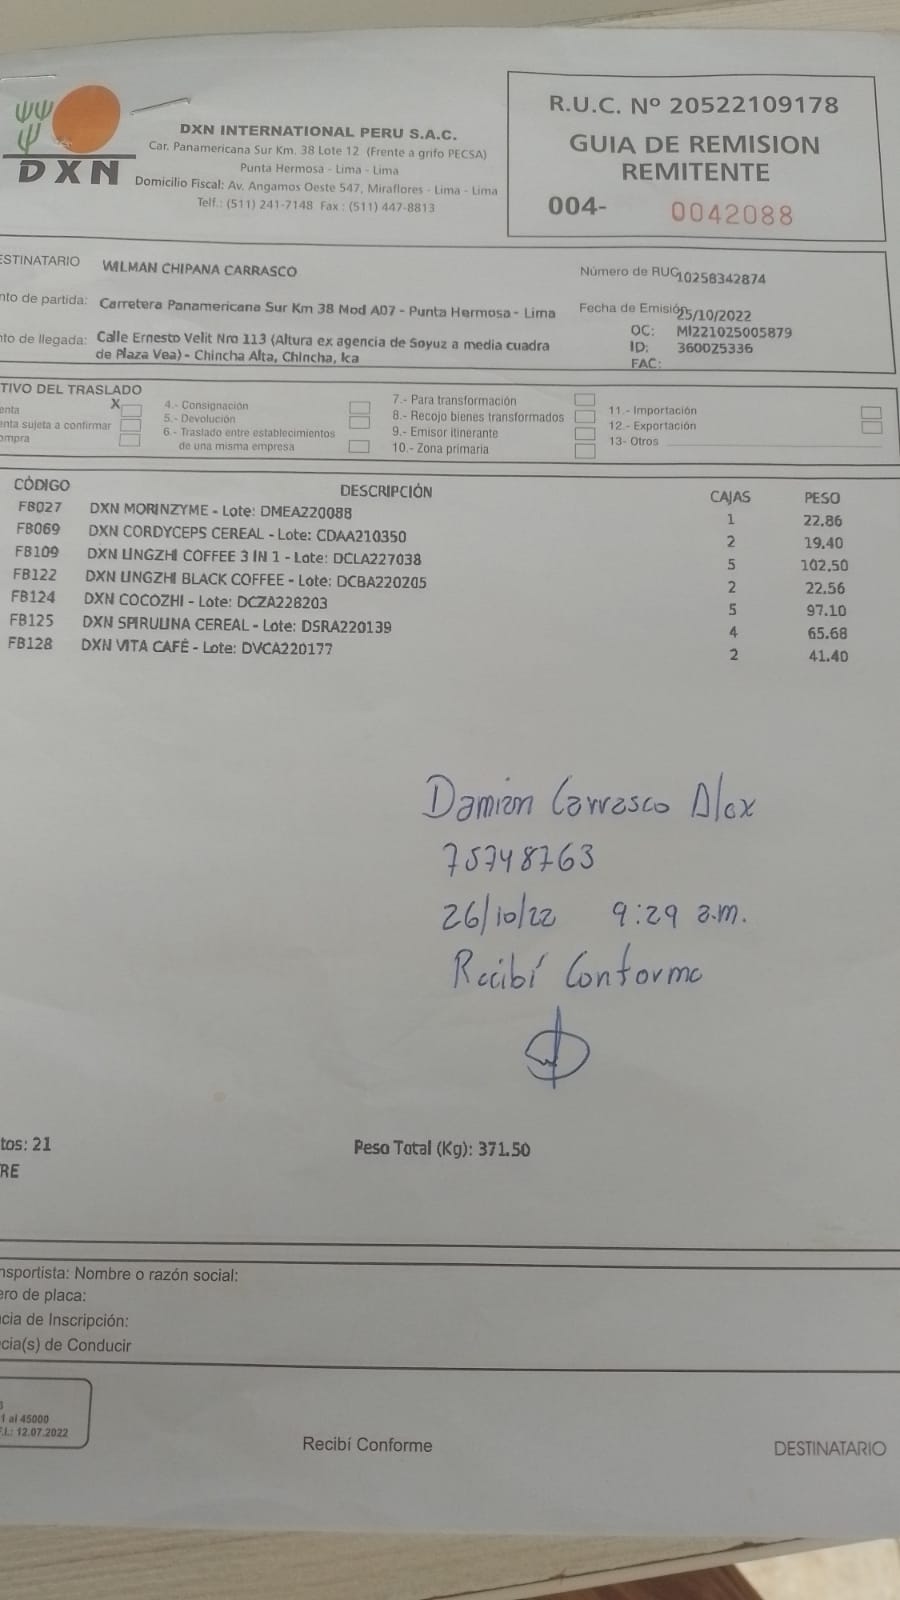 DXN
DXN INTERNATIONAL PERU S.A.C.
Car. Panamericana Sur Km. 38 Lote 12 (Frente a grifo PECSA)
Punta Hermosa - Lima - Lima
Domicilio Fiscal: Av. Angamos Oeste 547, Miraflores - Lima - Lima
Telf.: (511) 241-7148 Fax : (511) 447-8813
R.U.C. Nº 20522109178
GUIA DE REMISION
REMITENTE
004- 0042088
ESTINATARIO WILMAN CHIPANA CARRASCO
Número de RUC 10258342874
nto de partida: Carretera Panamericana Sur Km 38 Mod A07 - Punta Hermosa - Lima
Fecha de Emisión 25/10/2022
nto de llegada: Calle Ernesto Velit Nro 113 (Altura ex agencia de Soyuz a media cuadra
de Plaza Vea) - Chincha Alta, Chincha, Ica
OC: MI221025005879
ID: 360025336
FAC:
TIVO DEL TRASLADO
enta X
enta sujeta a confirmar
ompra
4.- Consignación
5.- Devolución
6.- Traslado entre establecimientos
de una misma empresa
7.- Para transformación
8.- Recojo bienes transformados
9.- Emisor itinerante
10.- Zona primaria
11.- Importación
12.- Exportación
13- Otros
CÓDIGO DESCRIPCIÓN CAJAS PESO
FB027 DXN MORINZYME - Lote: DMEA220088 1 22.86
FB069 DXN CORDYCEPS CEREAL - Lote: CDAA210350 2 19.40
FB109 DXN LINGZHI COFFEE 3 IN 1 - Lote: DCLA227038 5 102.50
FB122 DXN LINGZHI BLACK COFFEE - Lote: DCBA220205 2 22.56
FB124 DXN COCOZHI - Lote: DCZA228203 5 97.10
FB125 DXN SPIRULINA CEREAL - Lote: DSRA220139 4 65.68
FB128 DXN VITA CAFÉ - Lote: DVCA220177 2 41.40
Damian Carrasco Alex
75748763
26/10/22 9:29 a.m.
Recibí Conforme
tos: 21 Peso Total (Kg): 371.50
RE
nsportista: Nombre o razón social:
ero de placa:
cia de Inscripción:
cia(s) de Conducir
1 al 45000
F.I.: 12.07.2022
Recibí Conforme
DESTINATARIO